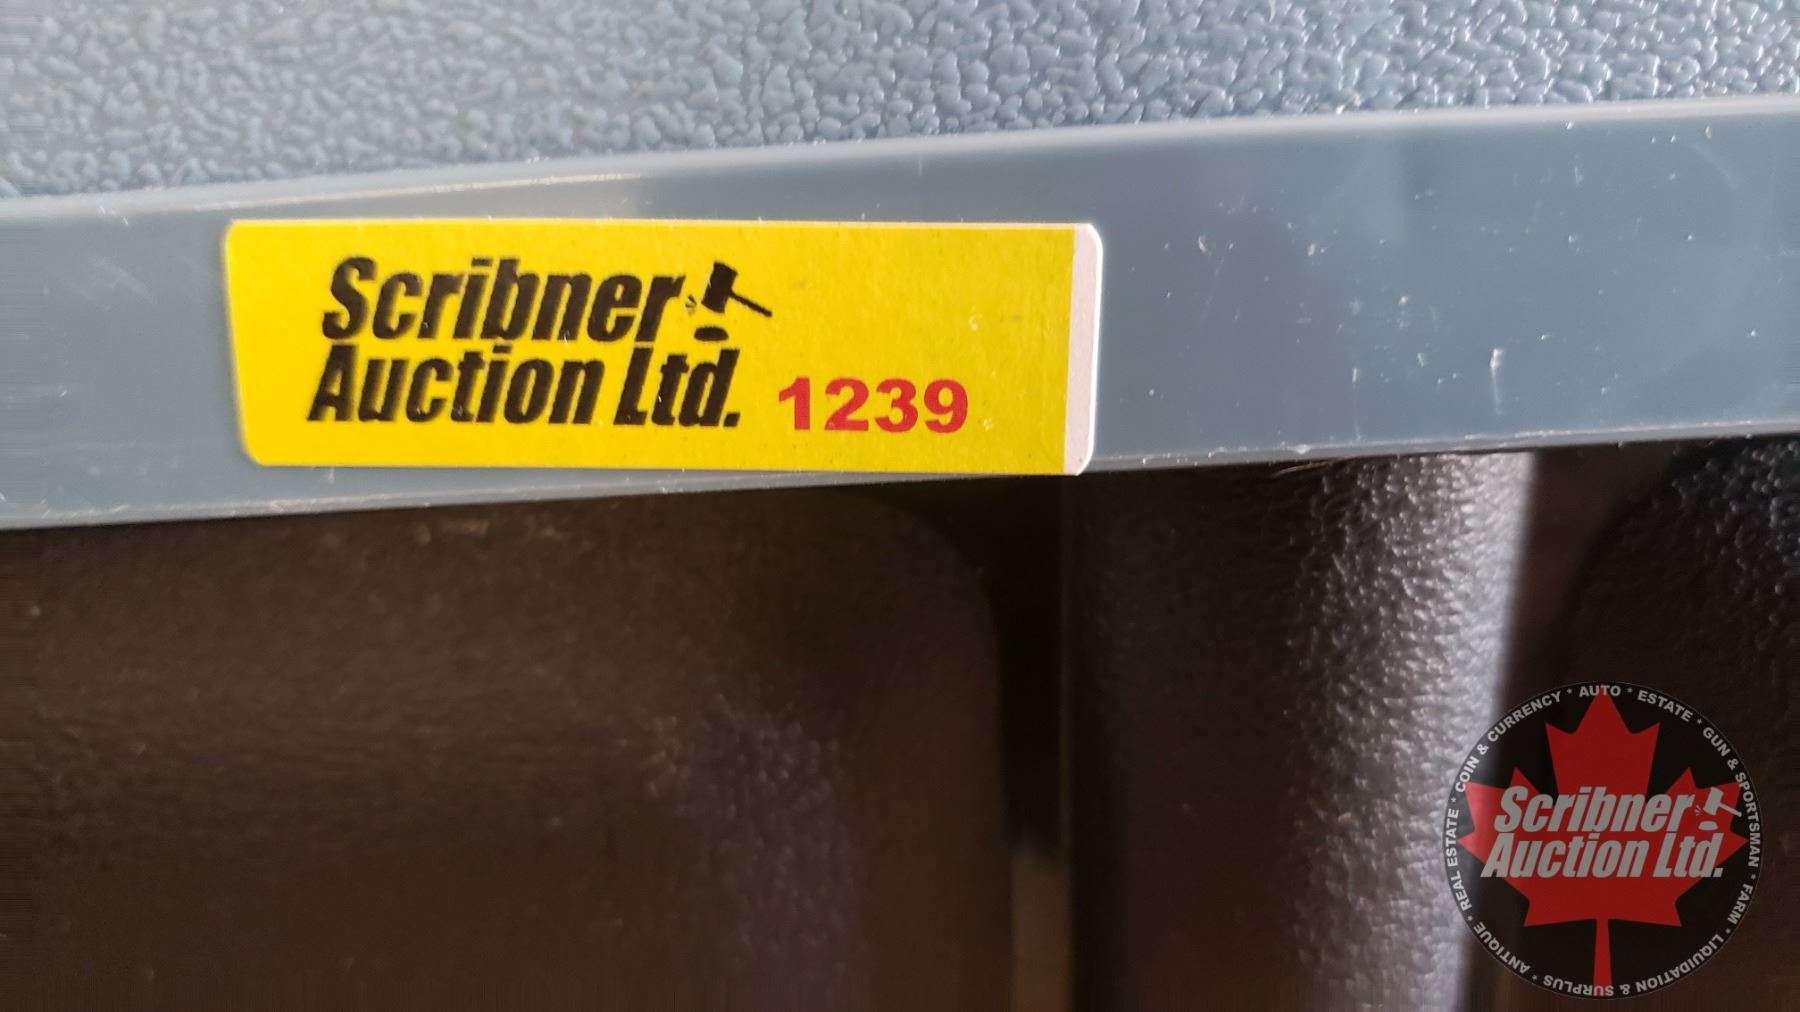 Scribner
Auction Ltd. 1239
COIN & CURRENCY * AUTO * ESTATE * GUN & SPORTSMAN * FARM * LIQUIDATION & SURPLUS * ANTIQUE * REAL ESTATE *
Scribner
Auction Ltd.